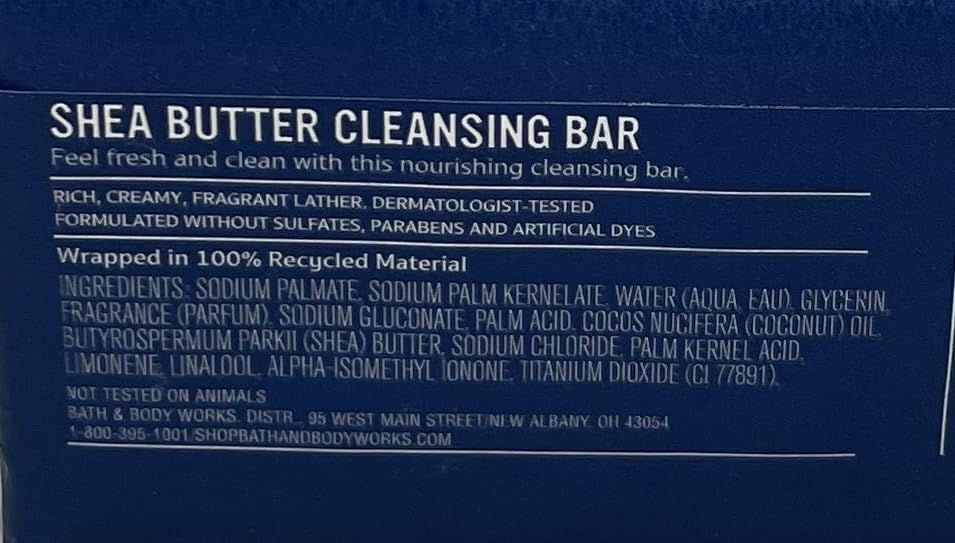 SHEA BUTTER CLEANSING BAR
Feel fresh and clean with this nourishing cleansing bar.
RICH, CREAMY, FRAGRANT LATHER. DERMATOLOGIST-TESTED
FORMULATED WITHOUT SULFATES, PARABENS AND ARTIFICIAL DYES
Wrapped in 100% Recycled Material
INGREDIENTS: SODIUM PALMATE, SODIUM PALM KERNELATE, WATER (AQUA, EAU), GLYCERIN,
FRAGRANCE (PARFUM), SODIUM GLUCONATE, PALM ACID, COCOS NUCIFERA (COCONUT) OIL,
BUTYROSPERMUM PARKII (SHEA) BUTTER, SODIUM CHLORIDE, PALM KERNEL ACID,
LIMONENE, LINALOOL, ALPHA-ISOMETHYL IONONE, TITANIUM DIOXIDE (CI 77891).
NOT TESTED ON ANIMALS
BATH & BODY WORKS, DISTR., 95 WEST MAIN STREET/NEW ALBANY, OH 43054
1-800-395-1001/SHOPBATHANDBODYWORKS.COM